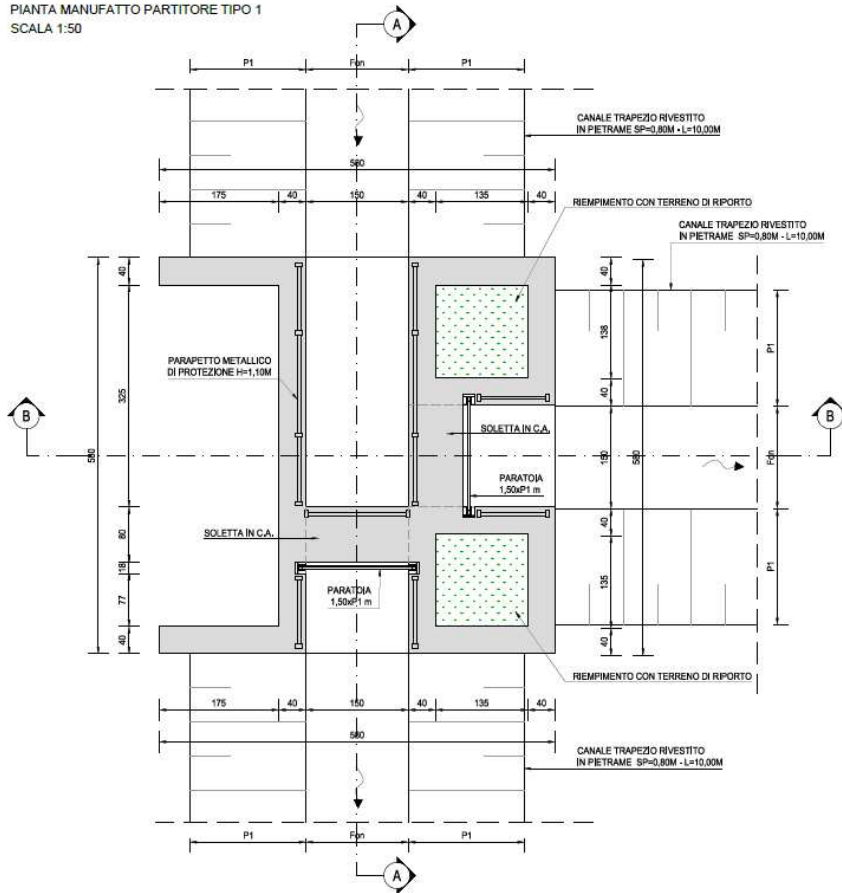 PIANTA MANUFATTO PARTITORE TIPO 1
SCALA 1:50
A
P1
Fon
P1
CANALE TRAPEZIO RIVESTITO
IN PIETRAME SP=0,80M - L=10,00M
580
175
40
150
40
135
40
RIEMPIMENTO CON TERRENO DI RIPORTO
CANALE TRAPEZIO RIVESTITO
IN PIETRAME SP=0,80M - L=10,00M
40
40
PARAPETTO METALLICO
DI PROTEZIONE H=1,10M
138
P1
325
40
B
B
SOLETTA IN C.A.
580
150
580
Fon
PARATOIA
1,50xP1 m
SOLETTA IN C.A.
80
40
18
PARATOIA
1,50xP1 m
135
P1
77
40
40
RIEMPIMENTO CON TERRENO DI RIPORTO
175
40
150
40
135
40
580
CANALE TRAPEZIO RIVESTITO
IN PIETRAME SP=0,80M - L=10,00M
P1
Fon
P1
A